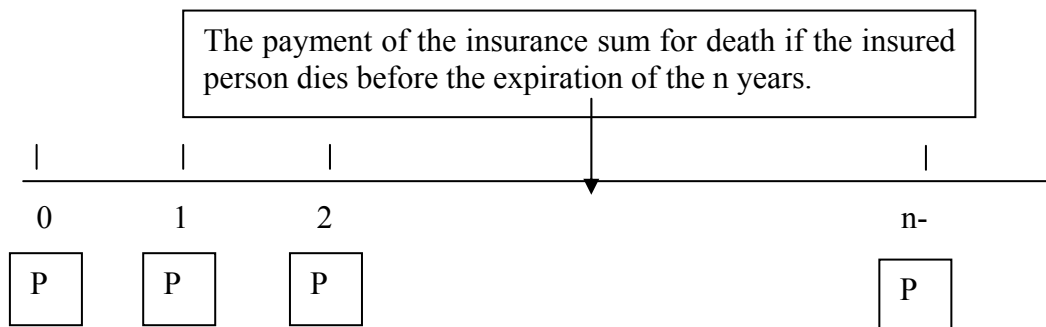 The payment of the insurance sum for death if the insured
person dies before the expiration of the n years.
0 1 2 n-
P P P P